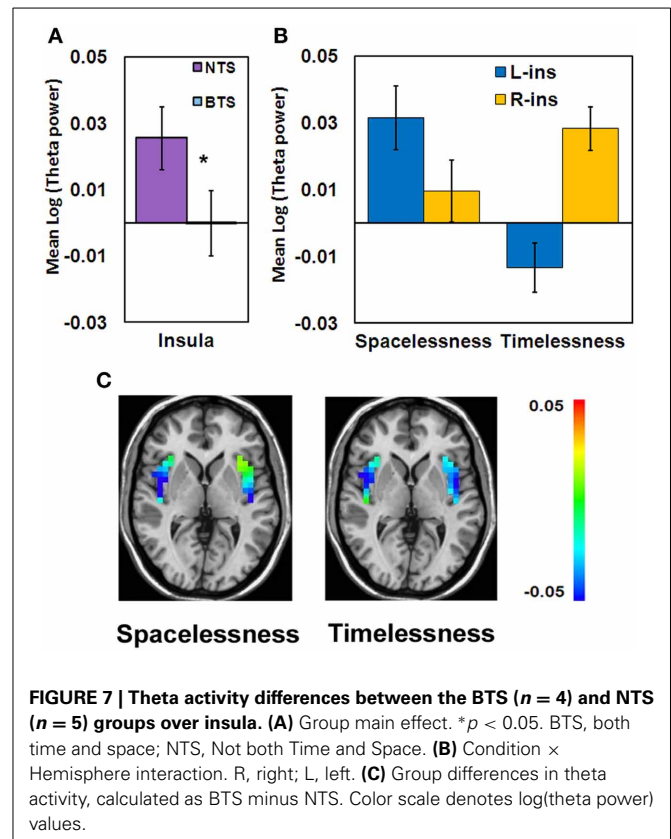 A
B
0.05
0.03
0.01
-0.01
-0.03
Mean Log (Theta power)
NTS
BTS
*
Insula
0.05
0.03
0.01
-0.01
-0.03
Mean Log (Theta power)
L-ins
R-ins
Spacelessness Timelessness
C
0.05
-0.05
Spacelessness Timelessness
FIGURE 7 | Theta activity differences between the BTS (n = 4) and NTS
(n = 5) groups over insula. (A) Group main effect. *p < 0.05. BTS, both
time and space; NTS, Not both Time and Space. (B) Condition ×
Hemisphere interaction. R, right; L, left. (C) Group differences in theta
activity, calculated as BTS minus NTS. Color scale denotes log(theta power)
values.